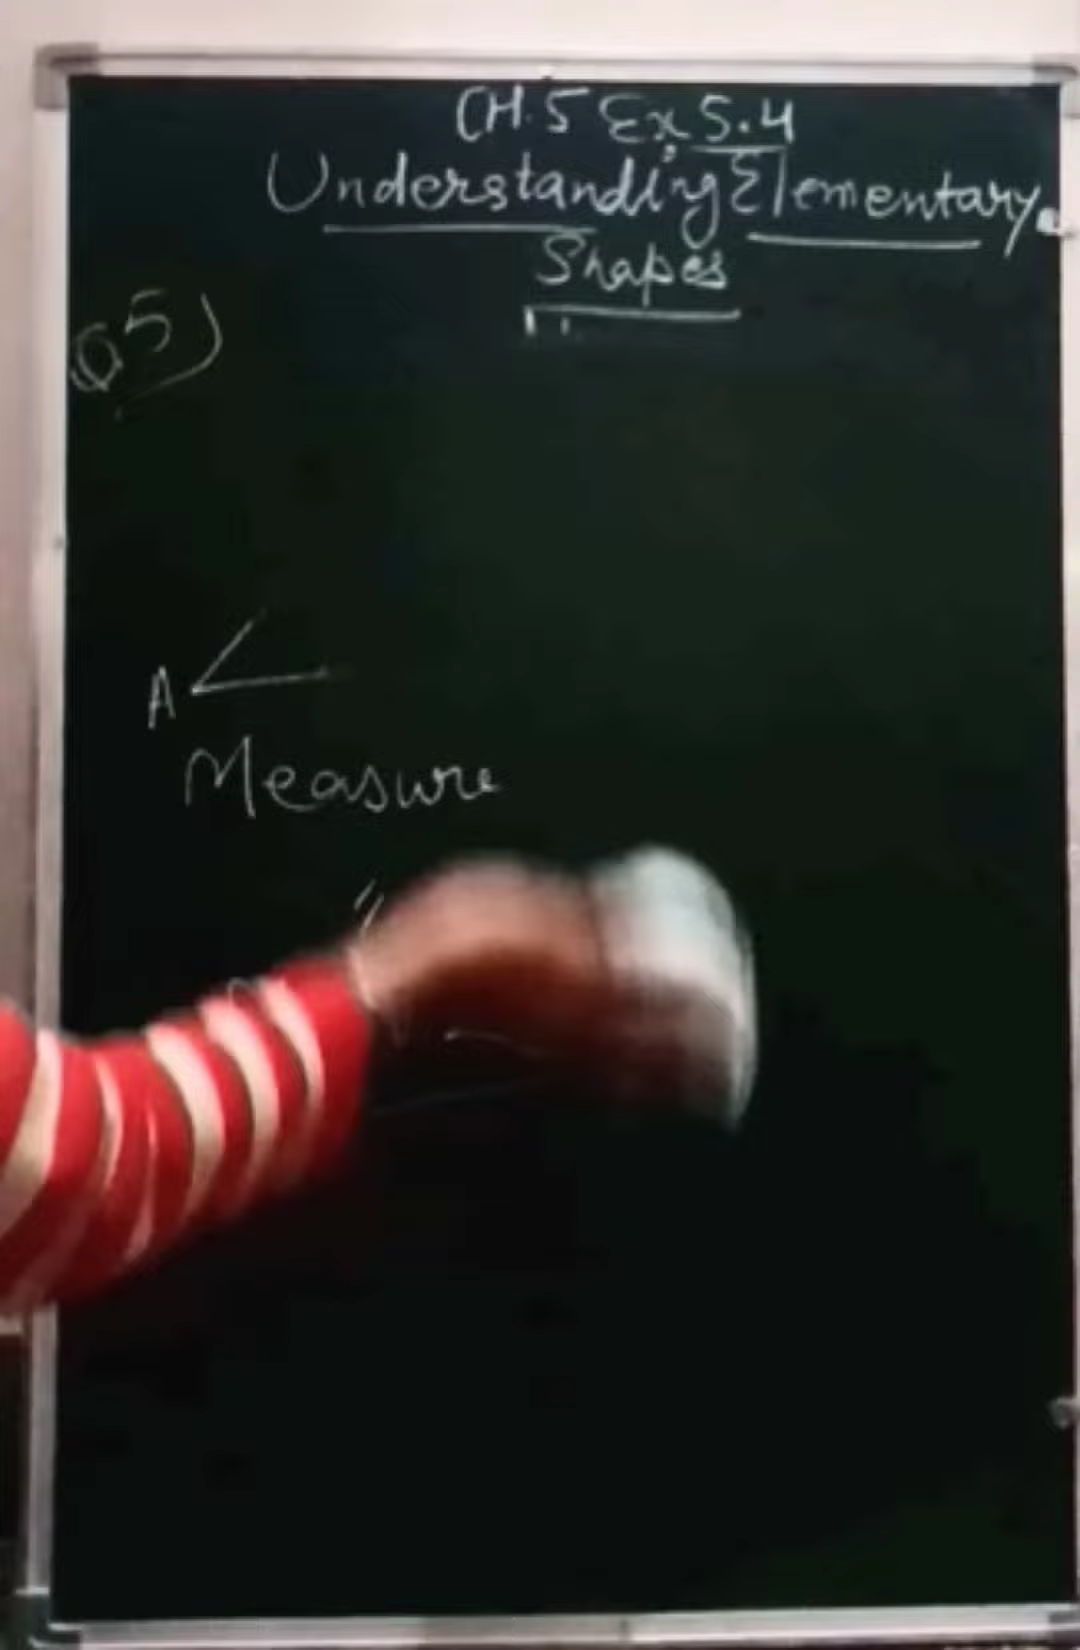 CH.5 Ex 5.4
Understanding Elementary
Shapes
Q5)
A
Measure